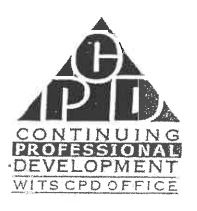 C
PD
CONTINUING
PROFESSIONAL
DEVELOPMENT
WITS CPD OFFICE